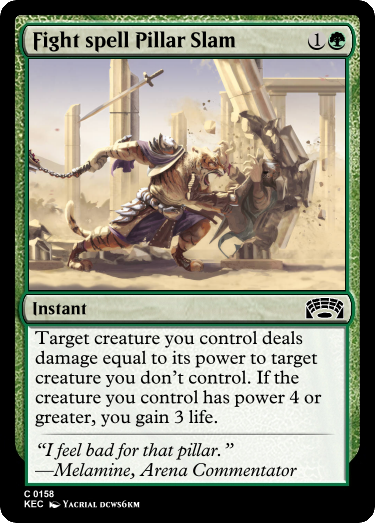 Fight spell Pillar Slam 1
Instant
Target creature you control deals
damage equal to its power to target
creature you don't control. If the
creature you control has power 4 or
greater, you gain 3 life.
“I feel bad for that pillar.”
—Melamine, Arena Commentator
C 0158
KEC Yacrial dcws6km